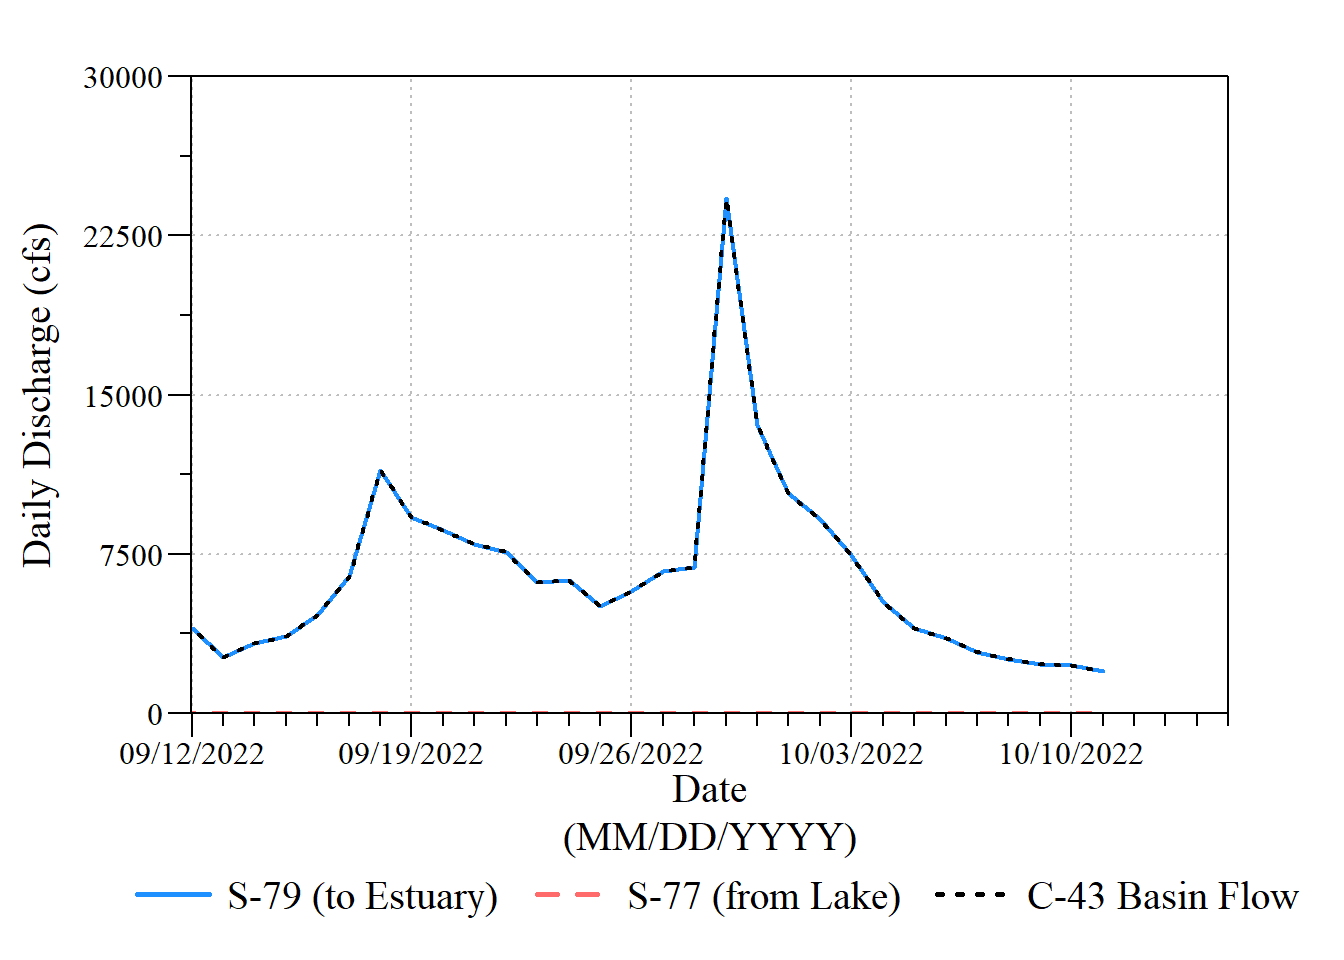 30000
22500
15000
7500
0
Daily Discharge (cfs)
09/12/2022 09/19/2022 09/26/2022 10/03/2022 10/10/2022
Date
(MM/DD/YYYY)
S-79 (to Estuary) S-77 (from Lake) C-43 Basin Flow